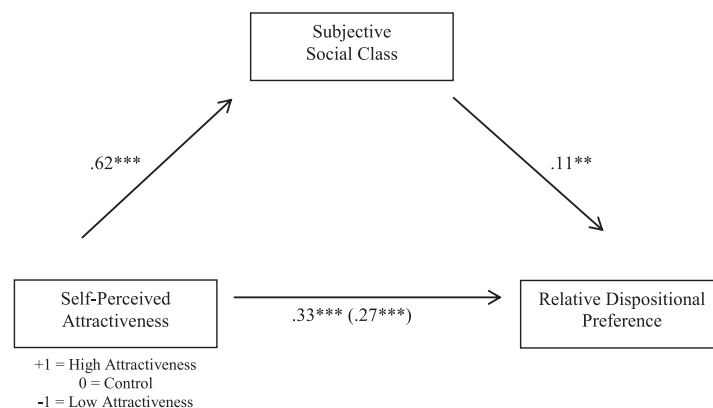 Subjective
Social Class
.62***
.11**
Self-Perceived
Attractiveness
.33*** (.27***)
Relative Dispositional
Preference
+1 = High Attractiveness
0 = Control
-1 = Low Attractiveness